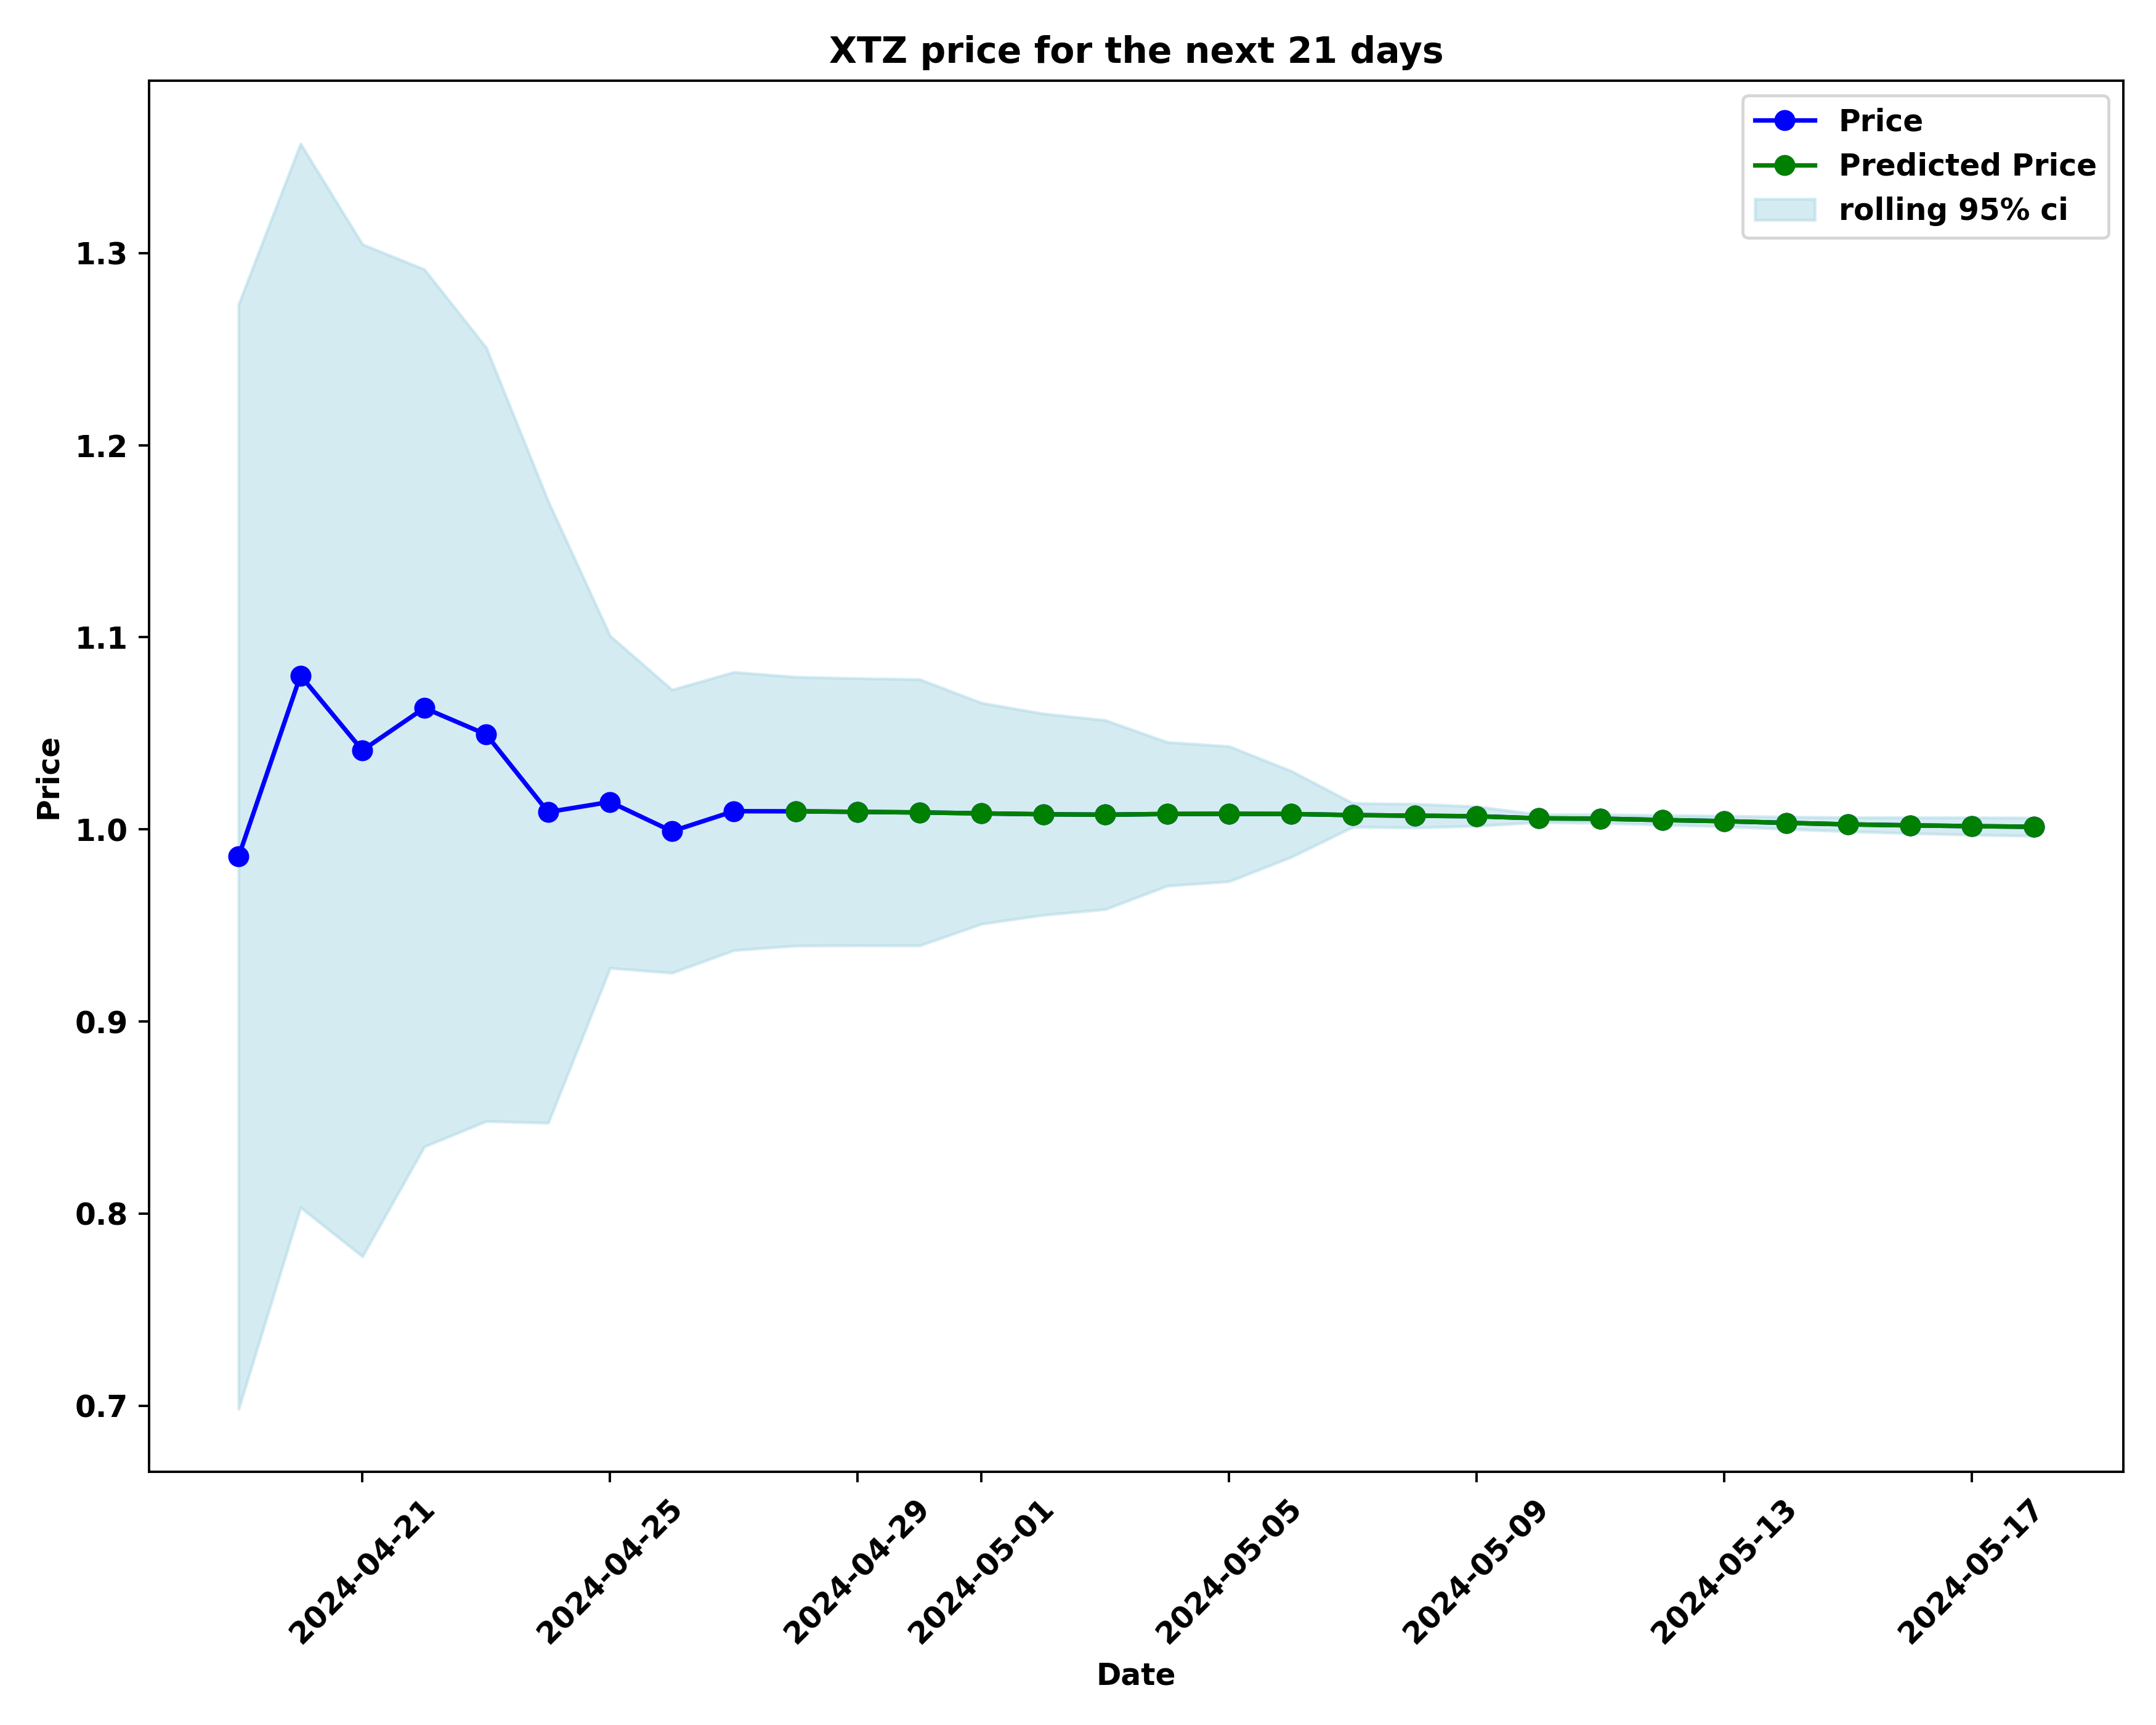 XTZ price for the next 21 days
Price
Predicted Price
rolling 95% ci
1.3
1.2
1.1
1.0
0.9
0.8
0.7
Price
2024-04-21
2024-04-25
2024-04-29
2024-05-01
2024-05-05
2024-05-09
2024-05-13
2024-05-17
Date